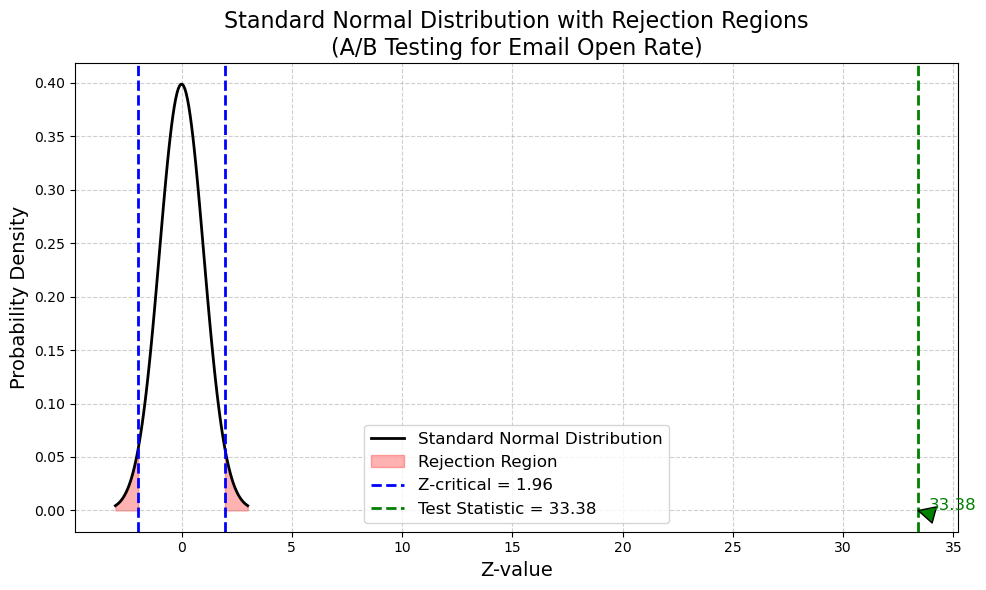 Standard Normal Distribution with Rejection Regions
(A/B Testing for Email Open Rate)
Probability Density
0.40
0.35
0.30
0.25
0.20
0.15
0.10
0.05
0.00
Standard Normal Distribution
Rejection Region
Z-critical = 1.96
Test Statistic = 33.38
33.38
0 5 10 15 20 25 30 35
Z-value